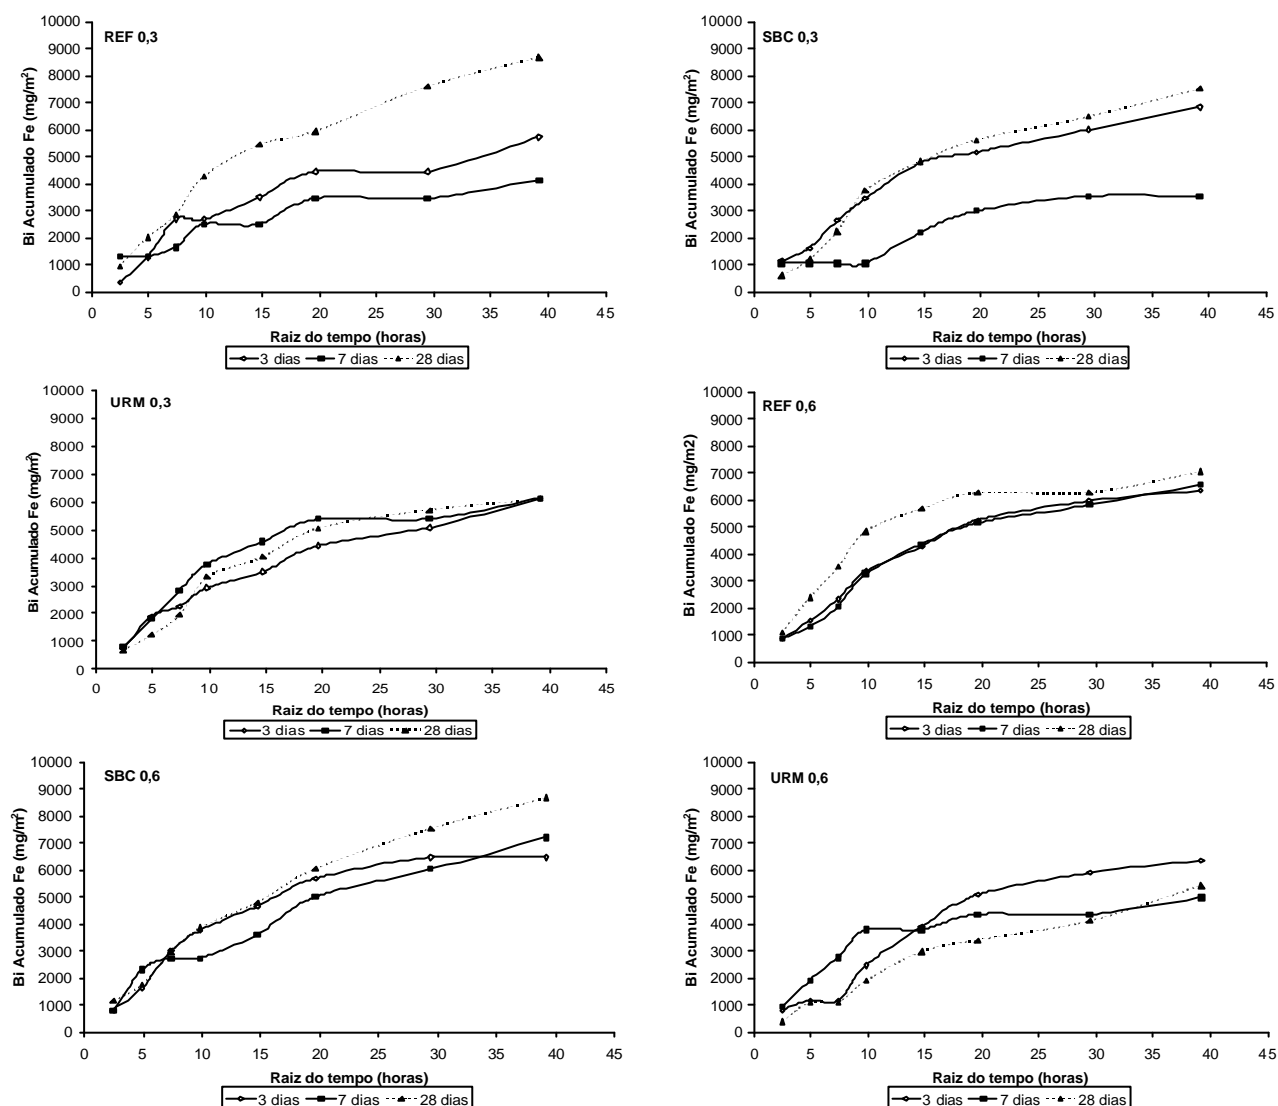 REF 0,3
Bi Acumulado Fe (mg/m²)
10000
9000
8000
7000
6000
5000
4000
3000
2000
1000
0
0 5 10 15 20 25 30 35 40 45
Raiz do tempo (horas)
3 dias 7 dias 28 dias
SBC 0,3
Bi Acumulado Fe (mg/m²)
10000
9000
8000
7000
6000
5000
4000
3000
2000
1000
0
0 5 10 15 20 25 30 35 40 45
Raiz do tempo (horas)
3 dias 7 dias 28 dias
URM 0,3
Bi Acumulado Fe (mg/m²)
10000
9000
8000
7000
6000
5000
4000
3000
2000
1000
0
0 5 10 15 20 25 30 35 40 45
Raiz do tempo (horas)
3 dias 7 dias 28 dias
REF 0,6
Bi Acumulado Fe (mg/m2)
10000
9000
8000
7000
6000
5000
4000
3000
2000
1000
0
0 5 10 15 20 25 30 35 40 45
Raiz do tempo (horas)
3 dias 7 dias 28 dias
SBC 0,6
Bi Acumulado Fe (mg/m²)
10000
9000
8000
7000
6000
5000
4000
3000
2000
1000
0
0 5 10 15 20 25 30 35 40 45
Raiz do tempo (horas)
3 dias 7 dias 28 dias
URM 0,6
Bi Acumulado Fe (mg/m²)
10000
9000
8000
7000
6000
5000
4000
3000
2000
1000
0
0 5 10 15 20 25 30 35 40 45
Raiz do tempo (horas)
3 dias 7 dias 28 dias